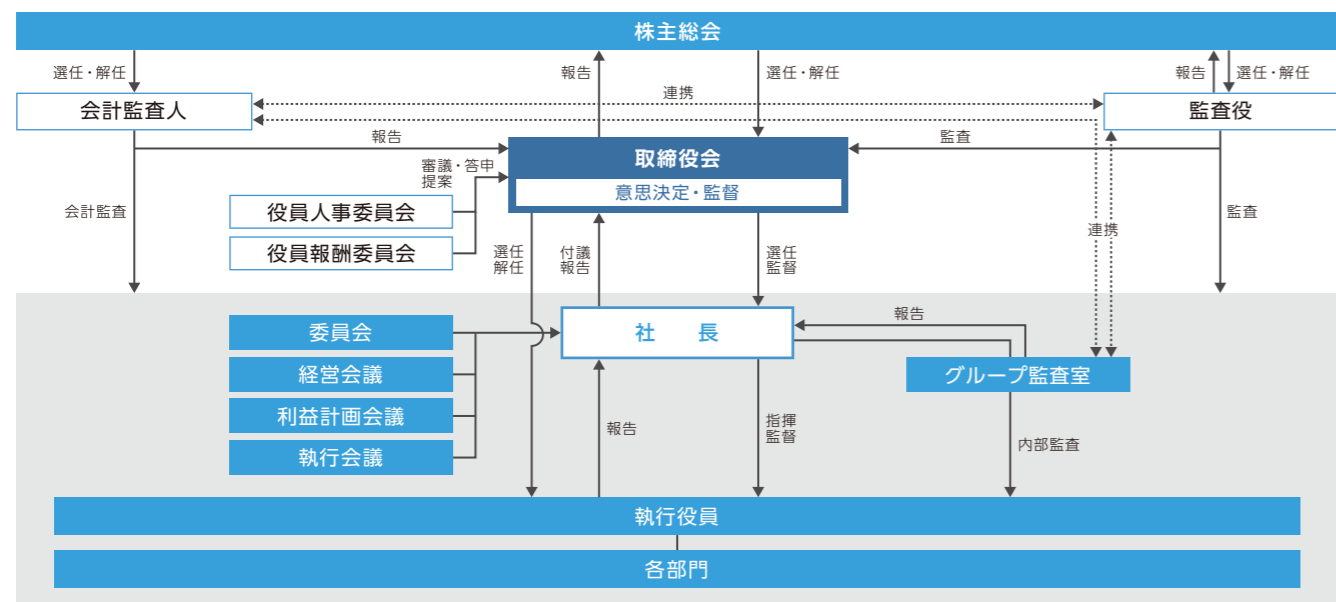 株主総会
選任・解任
報告
選任・解任
報告
選任・解任
連携
会計監査人
監査役
報告
監査
取締役会
意思決定・監督
審議・答申
提案
役員人事委員会
役員報酬委員会
会計監査
監査
連携
選任
解任
付議
報告
選任
監督
社 長
報告
委員会
経営会議
利益計画会議
執行会議
グループ監査室
報告
指揮
監督
内部監査
執行役員
各部門